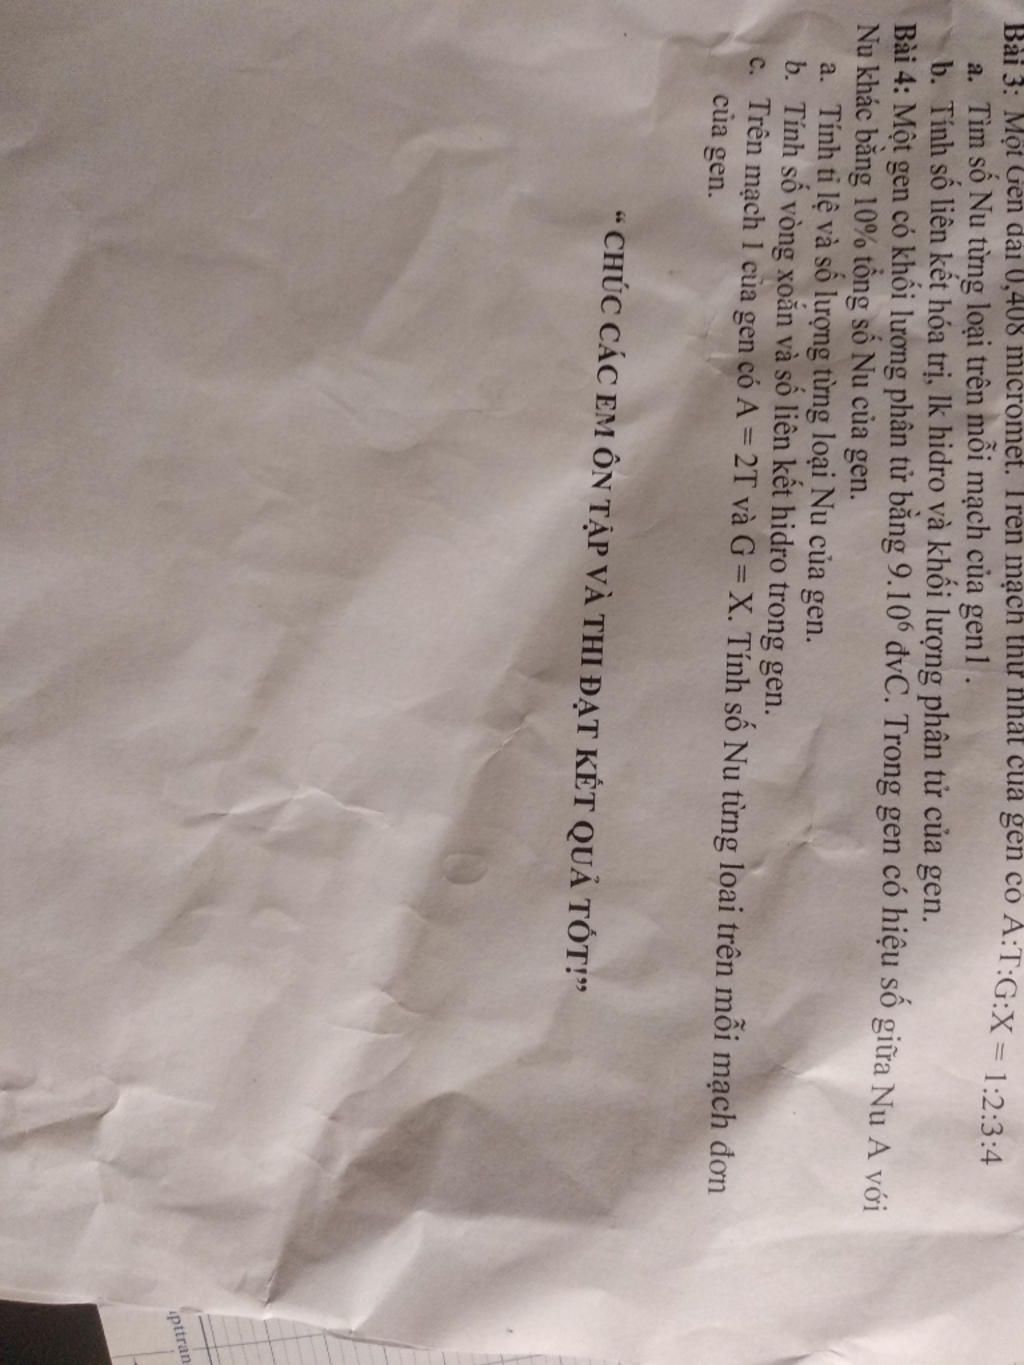 Bài 3: Một Gen dài 0,408 micromet. Trên mạch thứ nhất của gen có A:T:G:X = 1:2:3:4
a. Tìm số Nu từng loại trên mỗi mạch của gen1 .
b. Tính số liên kết hóa trị, lk hidro và khối lượng phân tử của gen.
Bài 4: Một gen có khối lương phân tử bằng 9.10⁶ đvC. Trong gen có hiệu số giữa Nu A với
Nu khác bằng 10% tổng số Nu của gen.
a. Tính tỉ lệ và số lượng từng loại Nu của gen.
b. Tính số vòng xoắn và số liên kết hidro trong gen.
c. Trên mạch 1 của gen có A = 2T và G = X. Tính số Nu từng loai trên mỗi mạch đơn
của gen.
“ CHÚC CÁC EM ÔN TẬP VÀ THI ĐẠT KẾT QUẢ TỐT!”